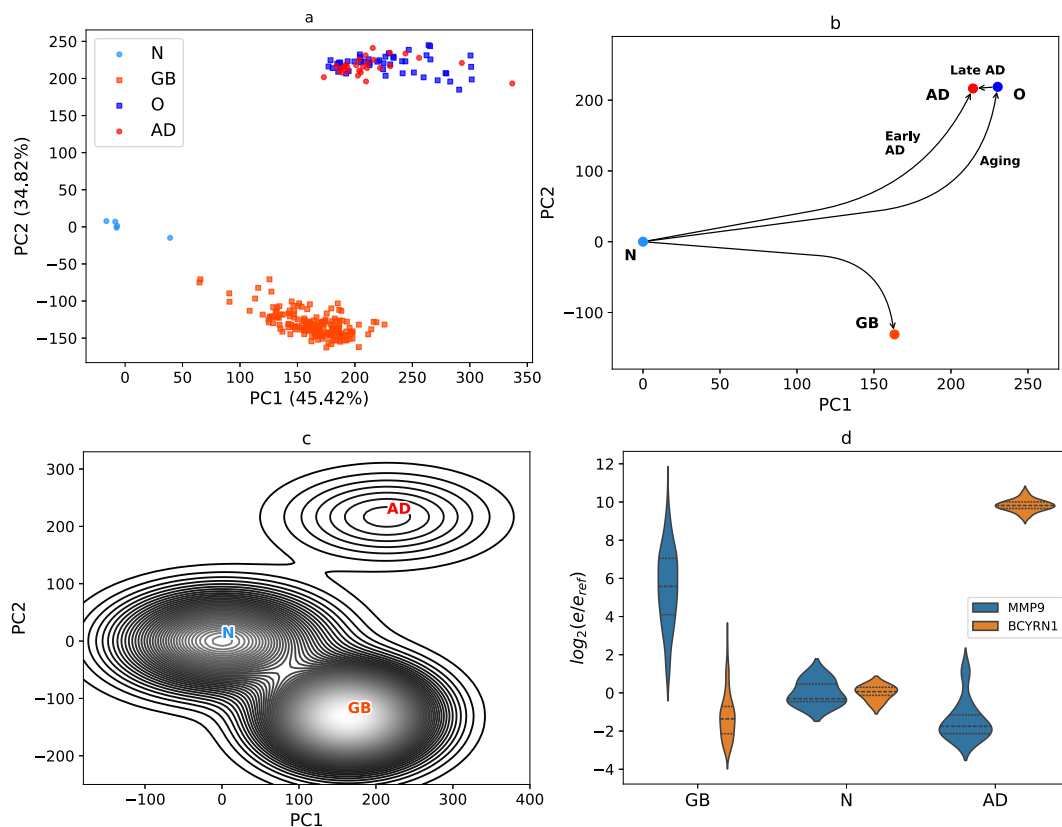 a
250
200
150
100
50
0
−50
−100
−150
0
50
100
150
200
250
300
350
PC1 (45.42%)
PC2 (34.82%)
N
GB
O
AD
b
200
100
0
−100
0
50
100
150
200
250
PC1
PC2
Late AD
AD
O
Early
AD
Aging
N
GB
c
300
200
100
0
−100
−200
−100
0
100
200
300
400
PC1
PC2
AD
N
GB
d
12
10
8
6
4
2
0
−2
−4
log2(e/eref)
MMP9
BCYRN1
GB
N
AD